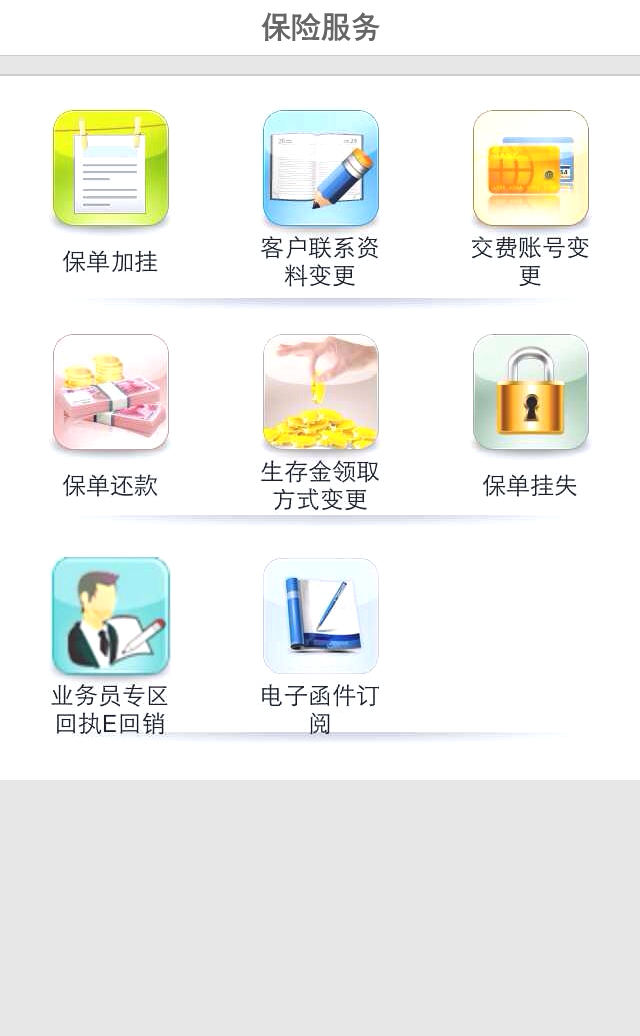 保险服务
保单加挂
客户联系资
料变更
交费账号变
更
保单还款
生存金领取
方式变更
保单挂失
业务员专区
回执E回销
电子函件订
阅